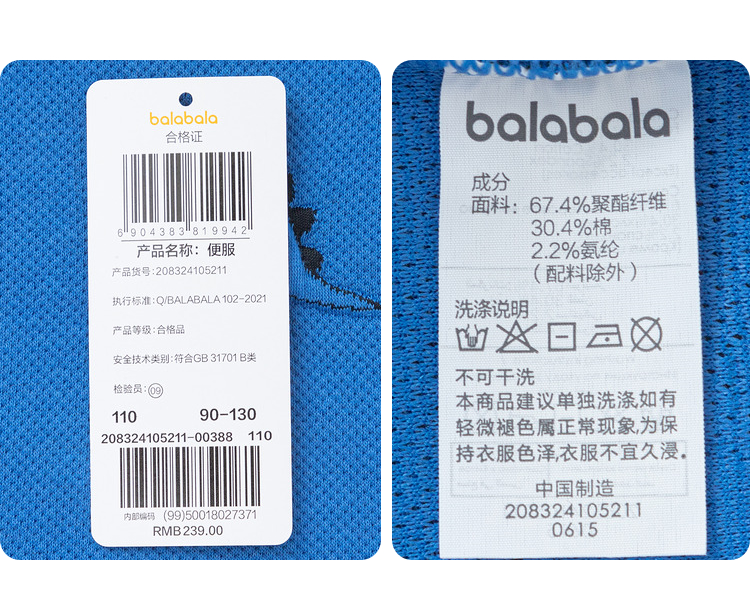 balabala
合格证
6 904383 819942
产品名称：便服
产品货号:208324105211
执行标准:Q/BALABALA 102-2021
产品等级:合格品
安全技术类别:符合GB 31701 B类
检验员:09
110 90-130
208324105211-00388 110
内部编码 (99)50018027371
RMB239.00
balabala
成分
面料：67.4%聚酯纤维
30.4%棉
2.2%氨纶
（配料除外）
洗涤说明
不可干洗
本商品建议单独洗涤,如有
轻微褪色属正常现象,为保
持衣服色泽,衣服不宜久浸。
中国制造
208324105211
0615